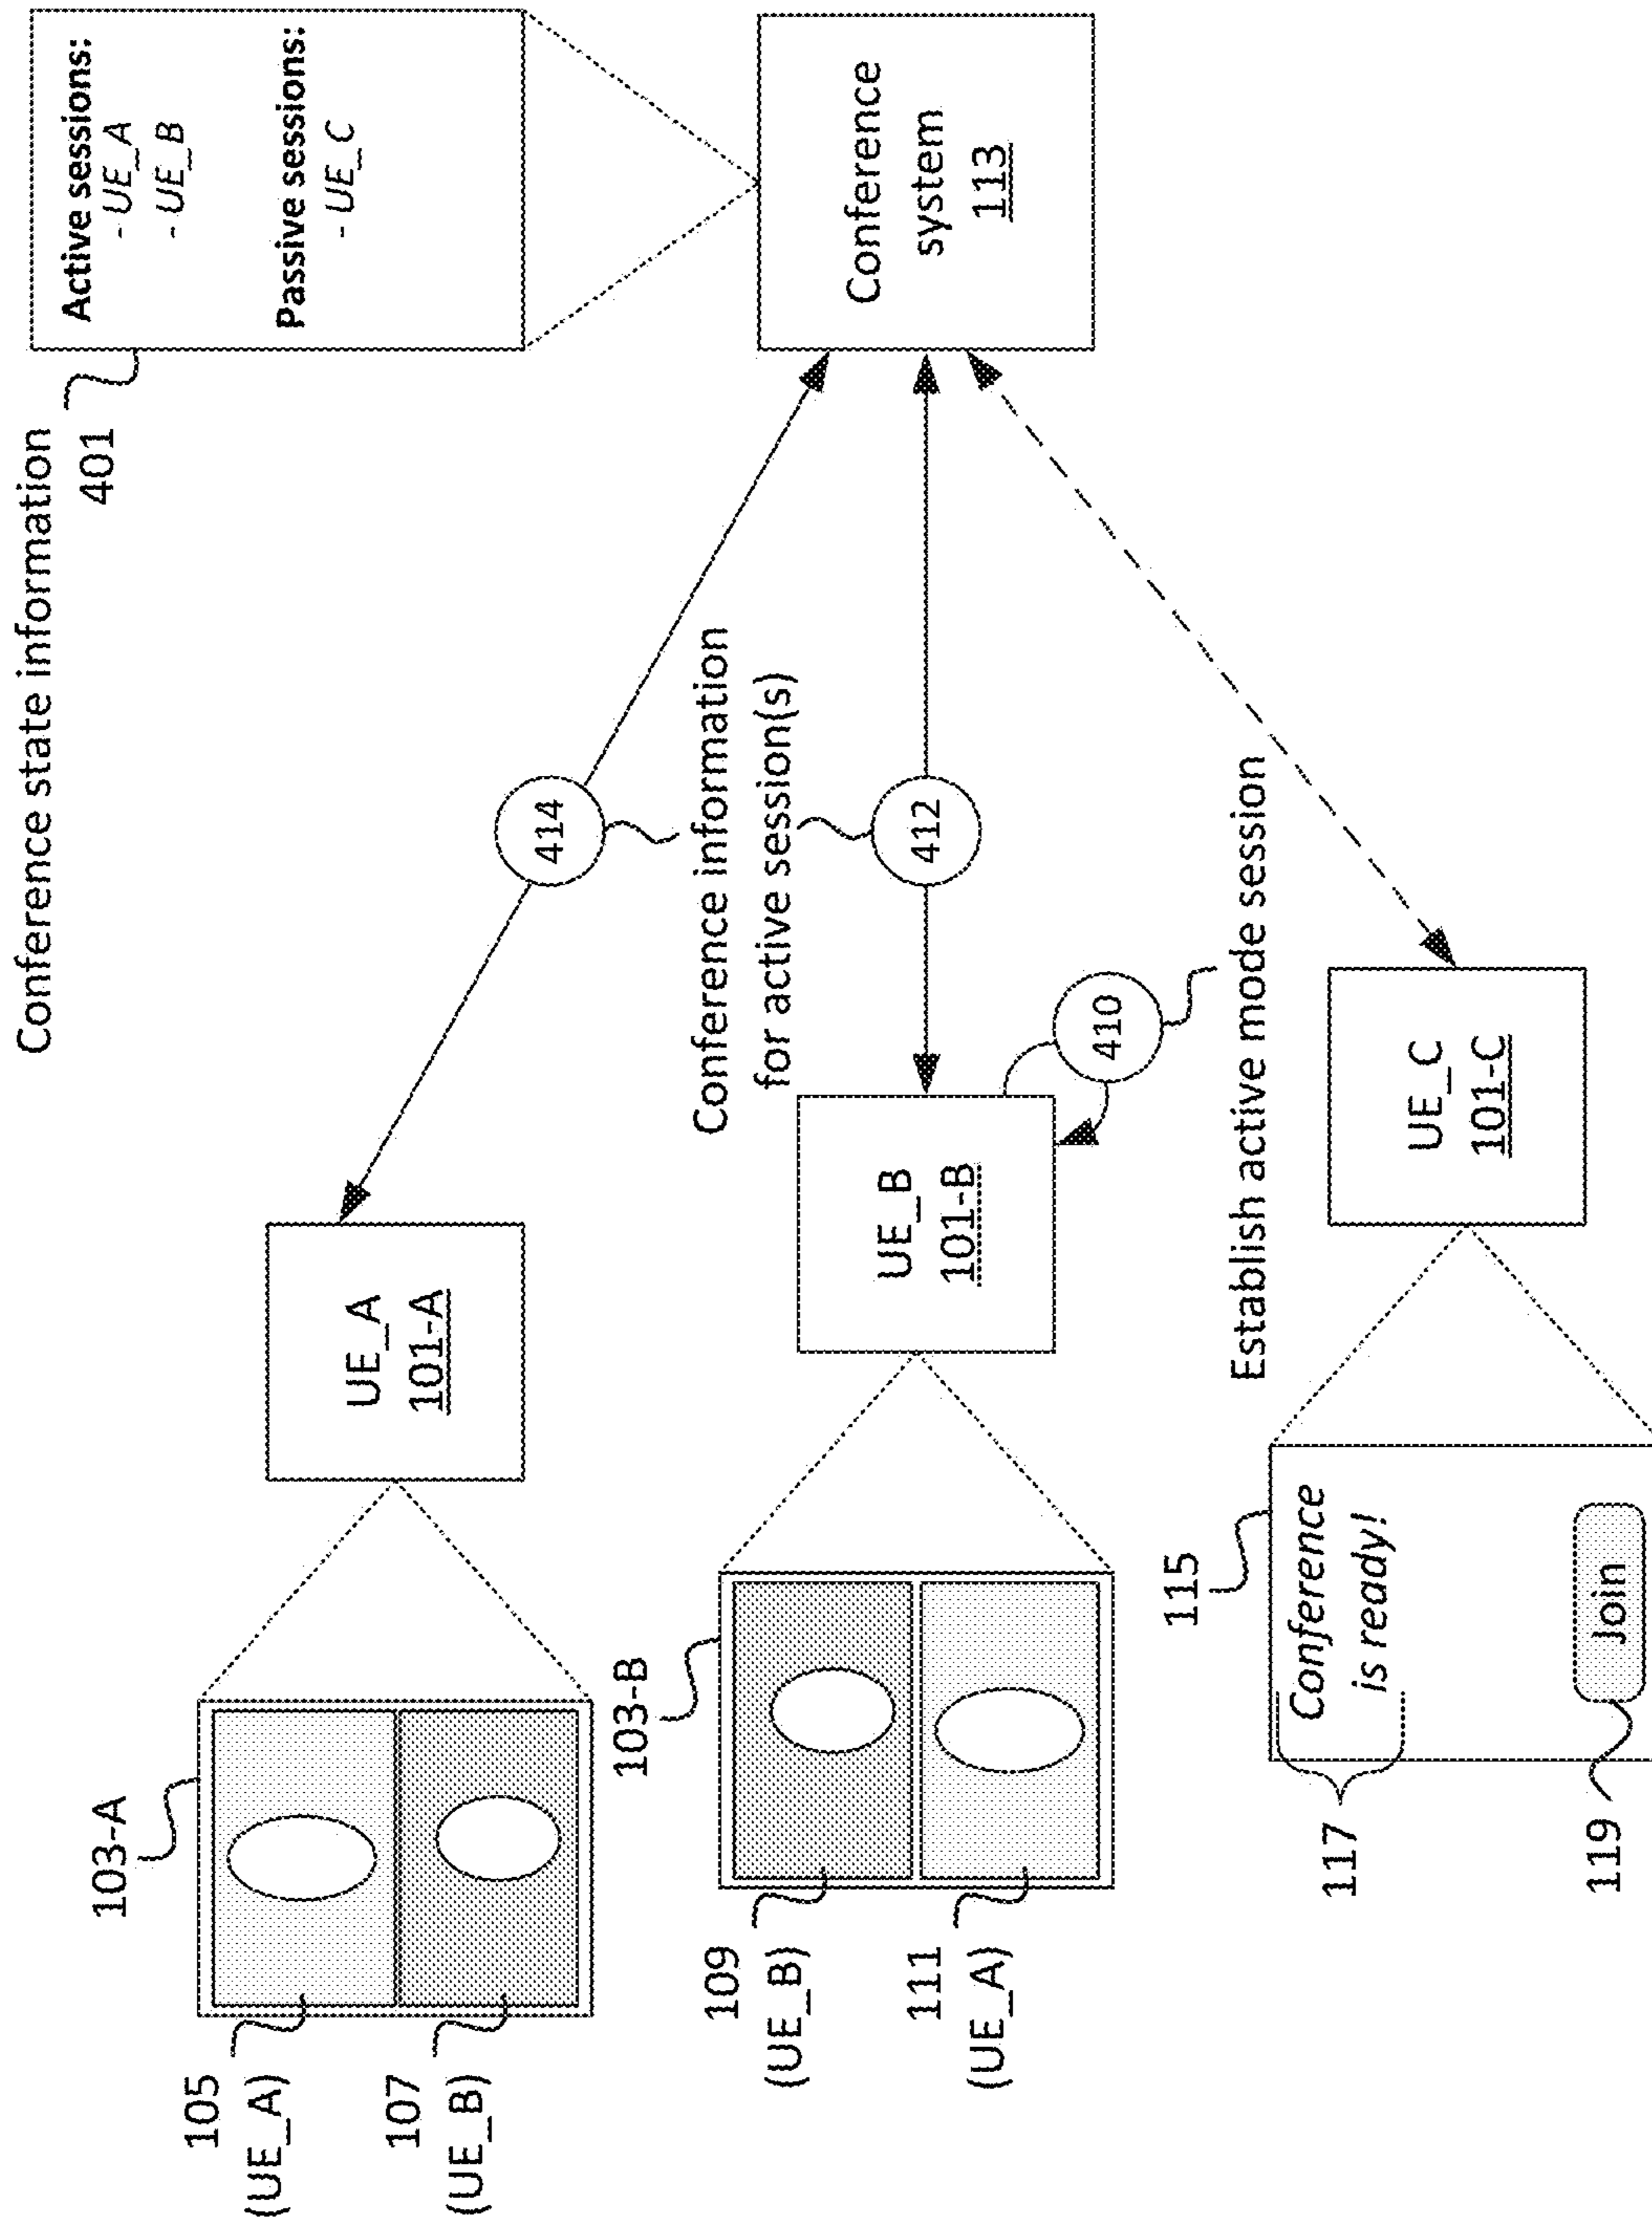 Conference state information
401
Active sessions:
- UE_A
- UE_B
Passive sessions:
- UE_C
103-A
105
(UE_A)
107
(UE_B)
UE_A
101-A
414
Conference information
for active session(s)
412
103-B
109
(UE_B)
111
(UE_A)
UE_B
101-B
410
Establish active mode session
Conference
system
113
115
Conference
is ready!
117
Join
119
UE_C
101-C